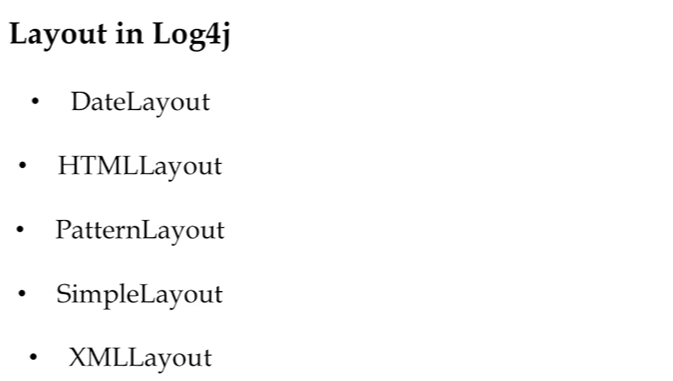 Layout in Log4j
• DateLayout
• HTMLLayout
• PatternLayout
• SimpleLayout
• XMLLayout